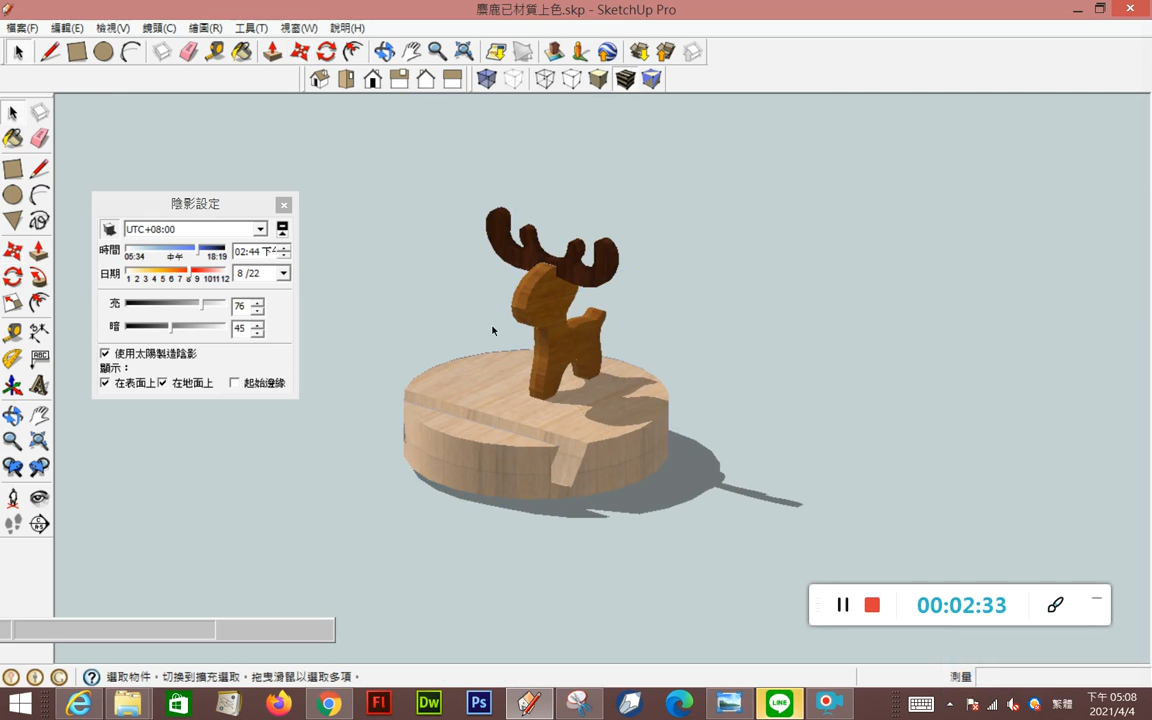 麋鹿已材質上色.skp - SketchUp Pro
檔案(F) 編輯(E) 檢視(V) 鏡頭(C) 繪圖(R) 工具(T) 視窗(W) 說明(H)
陰影設定
UTC+08:00
時間 02:44 下午
05:34 中午 18:19
日期 8 /22
1 2 3 4 5 6 7 8 9 10 11 12
亮 76
暗 45
使用太陽製造陰影
顯示：
在表面上 在地面上 起始邊線
ABC
00:02:33
選取物件。切換到擴充選取。拖曳滑鼠以選取多項。
測量
Fl Dw Ps LINE 繁體 下午 05:08
2021/4/4